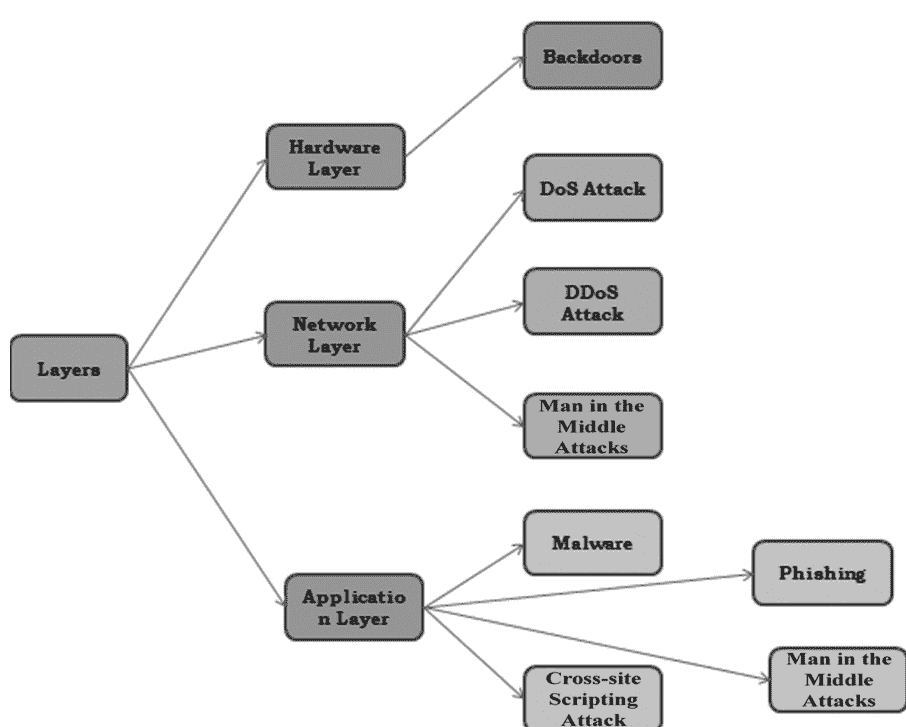 Backdoors
Hardware
Layer
DoS Attack
DDoS
Attack
Network
Layer
Layers
Man in the
Middle
Attacks
Malware
Phishing
Applicatio
n Layer
Cross-site
Scripting
Attack
Man in the
Middle
Attacks